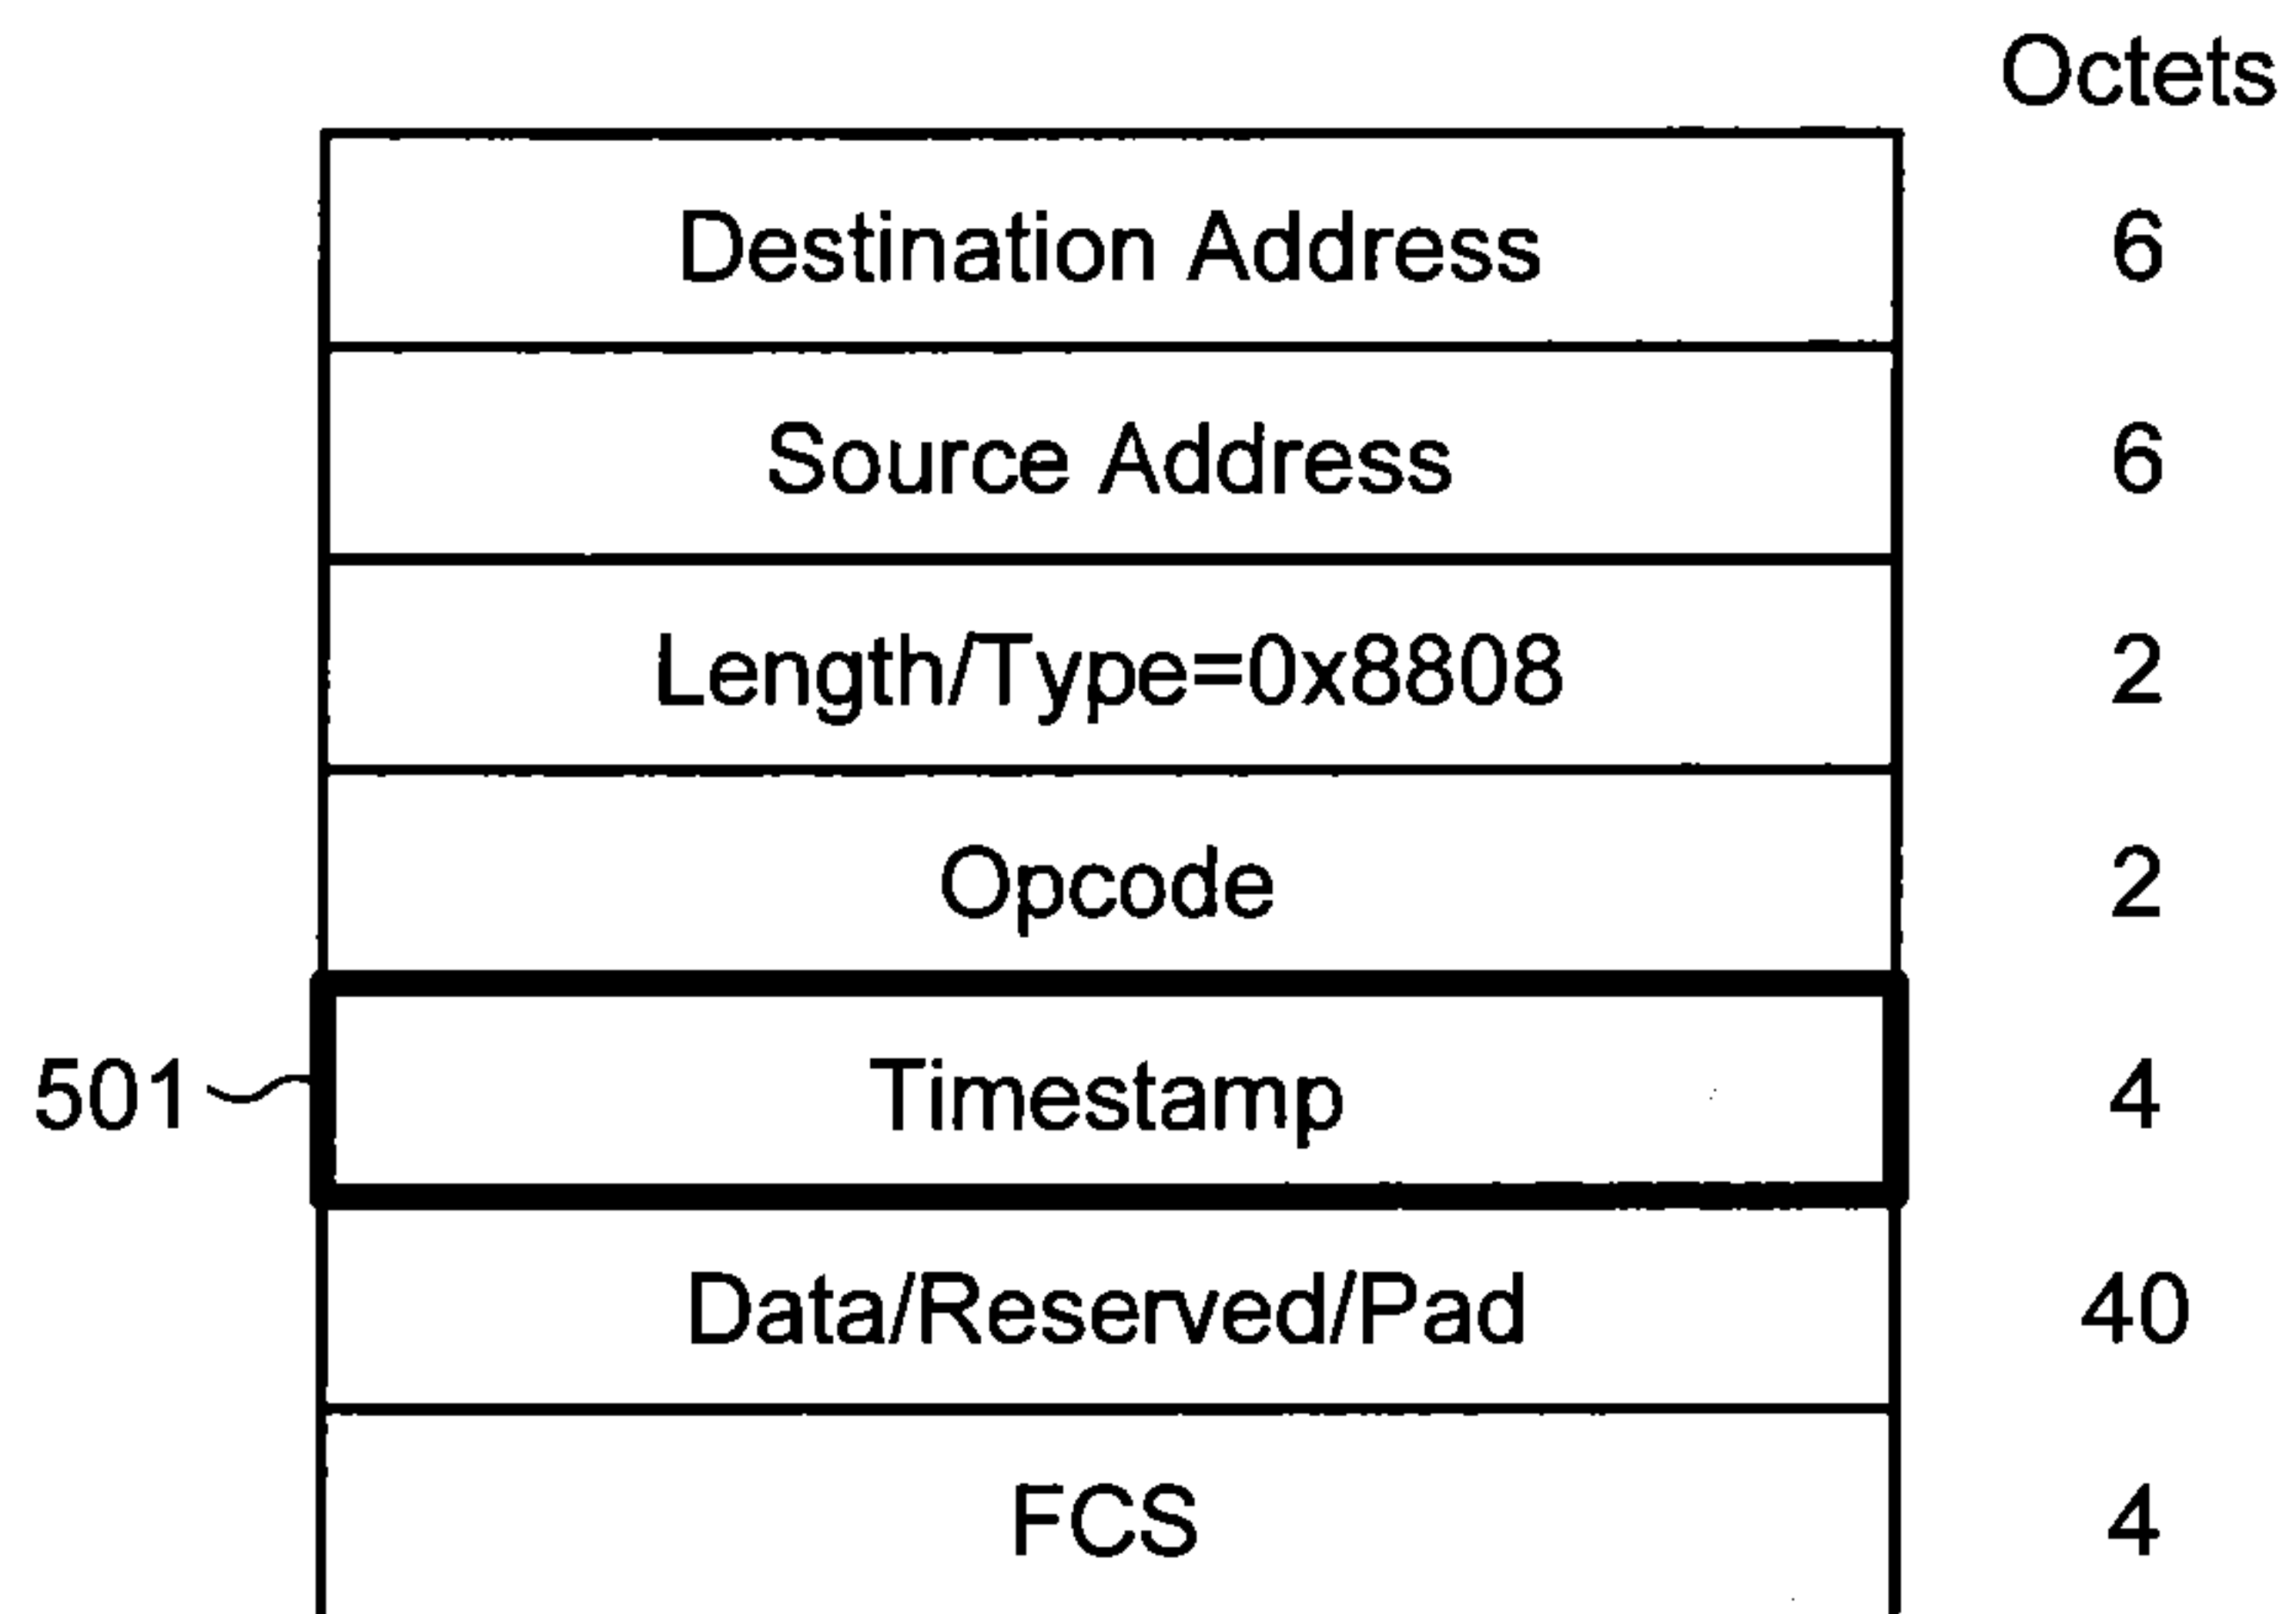 Octets
Destination Address 6
Source Address 6
Length/Type=0x8808 2
Opcode 2
501 Timestamp 4
Data/Reserved/Pad 40
FCS 4